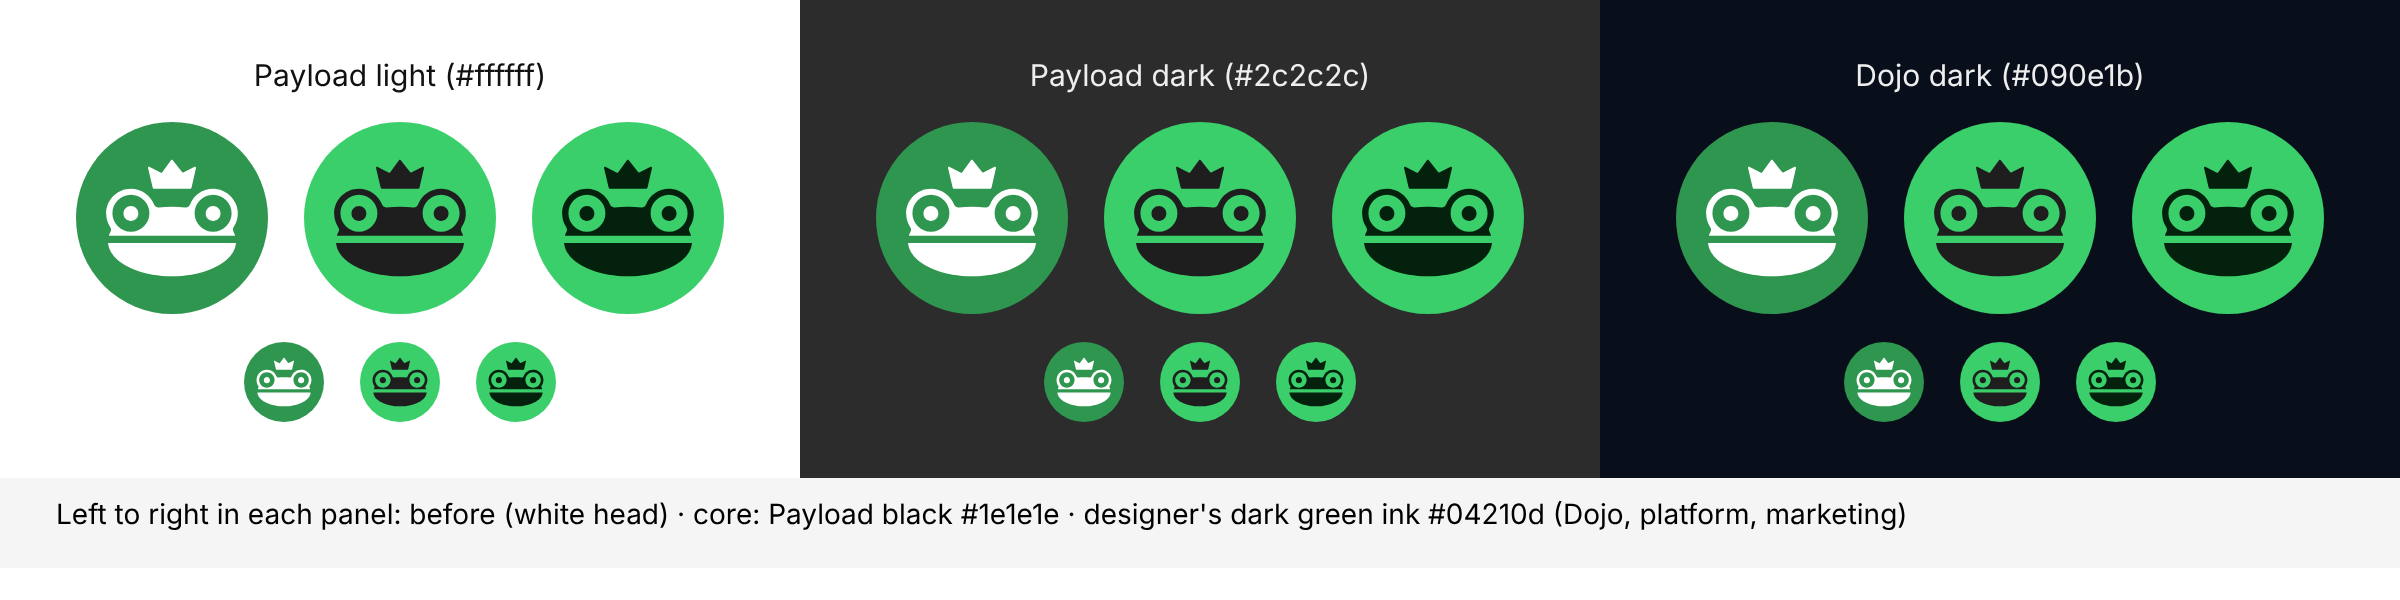 Payload light (#ffffff)
Payload dark (#2c2c2c)
Dojo dark (#090e1b)
Left to right in each panel: before (white head) · core: Payload black #1e1e1e · designer's dark green ink #04210d (Dojo, platform, marketing)